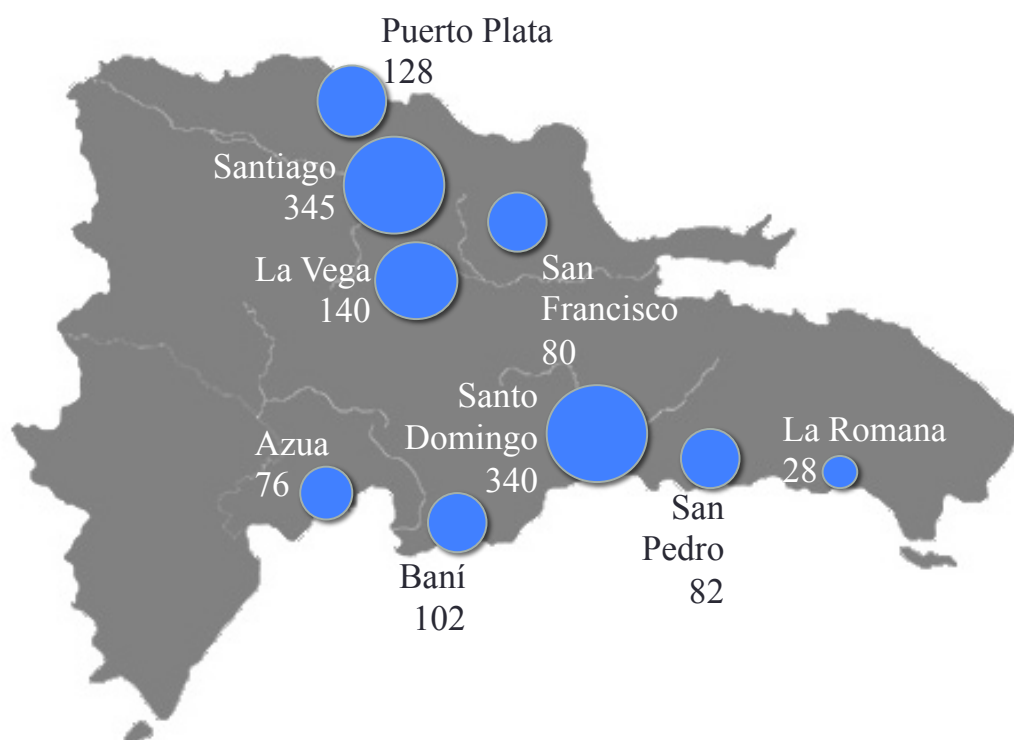 Puerto Plata
128
Santiago
345
La Vega
140
San
Francisco
80
Santo
Domingo
340
Azua
76
La Romana
28
San
Pedro
82
Baní
102